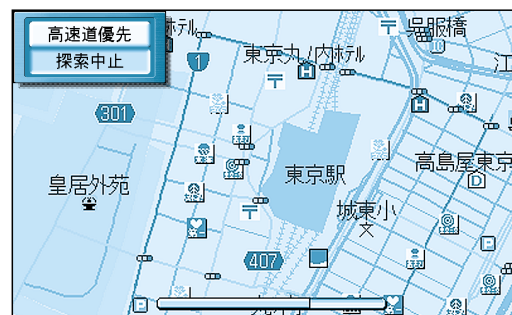 高速道優先
探索中止
ホテル
呉服橋
東京丸ノ内ホテル
江
1
301
高島屋東京
東京駅
皇居外苑
城東小
文
407